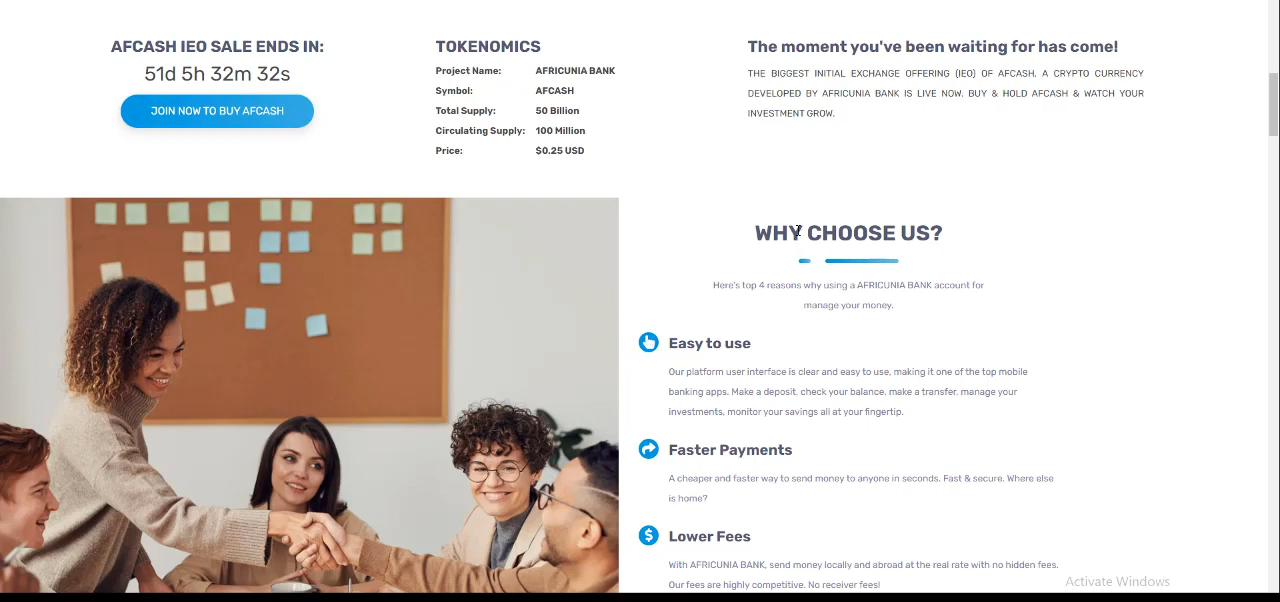 AFCASH IEO SALE ENDS IN:
51d 5h 32m 32s
JOIN NOW TO BUY AFCASH
TOKENOMICS
Project Name: AFRICUNIA BANK
Symbol: AFCASH
Total Supply: 50 Billion
Circulating Supply: 100 Million
Price: $0.25 USD
The moment you've been waiting for has come!
THE BIGGEST INITIAL EXCHANGE OFFERING (IEO) OF AFCASH, A CRYPTO CURRENCY
DEVELOPED BY AFRICUNIA BANK IS LIVE NOW. BUY & HOLD AFCASH & WATCH YOUR
INVESTMENT GROW.
WHY CHOOSE US?
Here's top 4 reasons why using a AFRICUNIA BANK account for
manage your money.
Easy to use
Our platform user interface is clear and easy to use, making it one of the top mobile
banking apps. Make a deposit, check your balance, make a transfer, manage your
investments, monitor your savings all at your fingertip.
Faster Payments
A cheaper and faster way to send money to anyone in seconds. Fast & secure. Where else
is home?
Lower Fees
With AFRICUNIA BANK, send money locally and abroad at the real rate with no hidden fees.
Our fees are highly competitive. No receiver fees!
Activate Windows